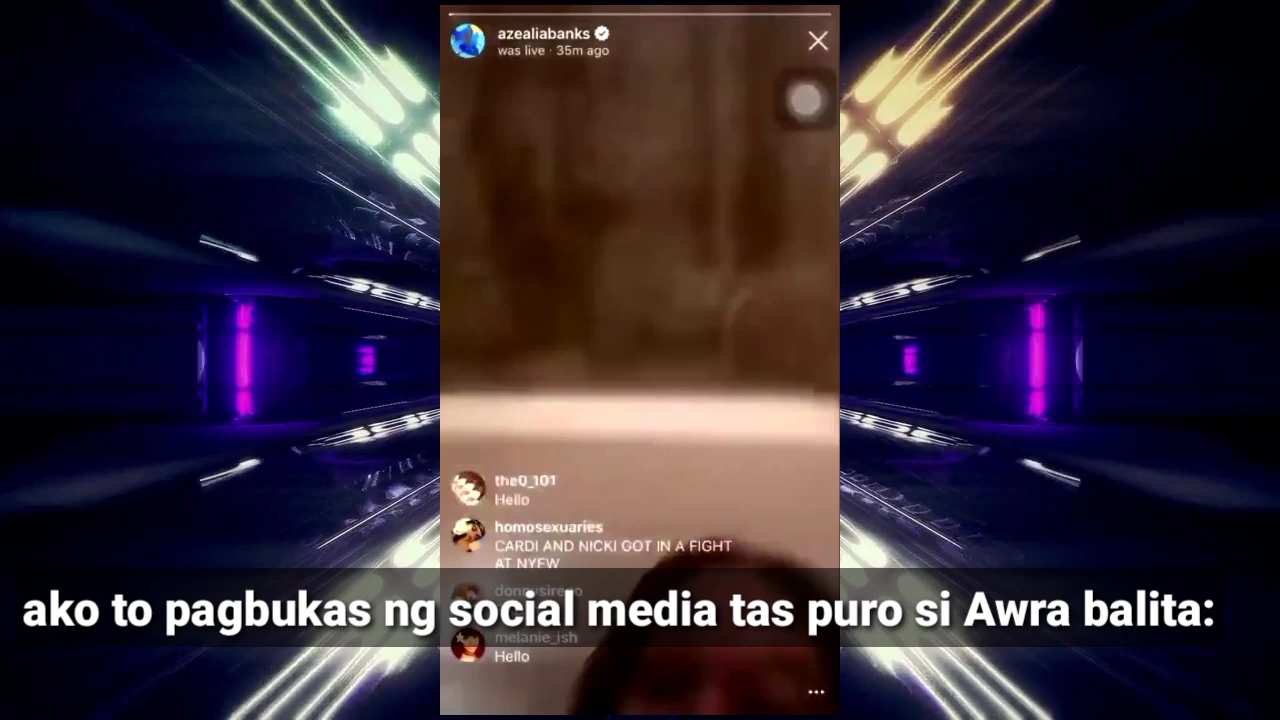 azealiabanks
was live · 35m ago
the0_101
Hello
homosexuaries
CARDI AND NICKI GOT IN A FIGHT
AT NYFW
ako to pagbukas ng social media tas puro si Awra balita:
melanie_ish
Hello